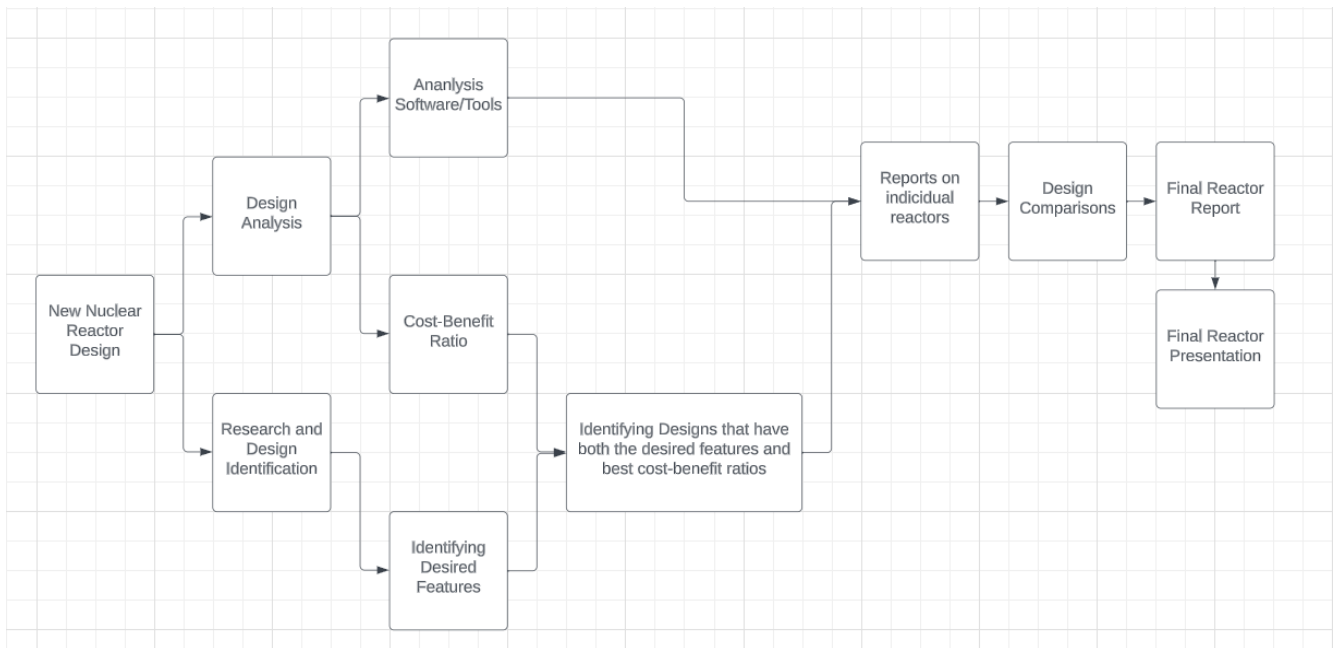 Ananlysis
Software/Tools
Design
Analysis
Reports on
indicidual
reactors
Design
Comparisons
Final Reactor
Report
New Nuclear
Reactor
Design
Cost-Benefit
Ratio
Final Reactor
Presentation
Research and
Design
Identification
Identifying Designs that have
both the desired features and
best cost-benefit ratios
Identifying
Desired
Features